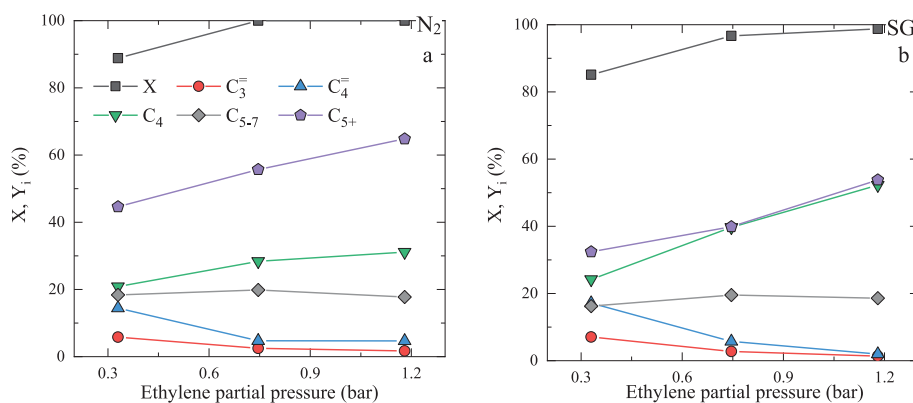 N₂
a
100
80
60
40
20
0
X, Yᵢ (%)
X
C₃⁼
C₄⁼
C₄
C₅₋₇
C₅₊
0.3 0.6 0.9 1.2
Ethylene partial pressure (bar)
SG
b
100
80
60
40
20
0
X, Yᵢ (%)
0.3 0.6 0.9 1.2
Ethylene partial pressure (bar)